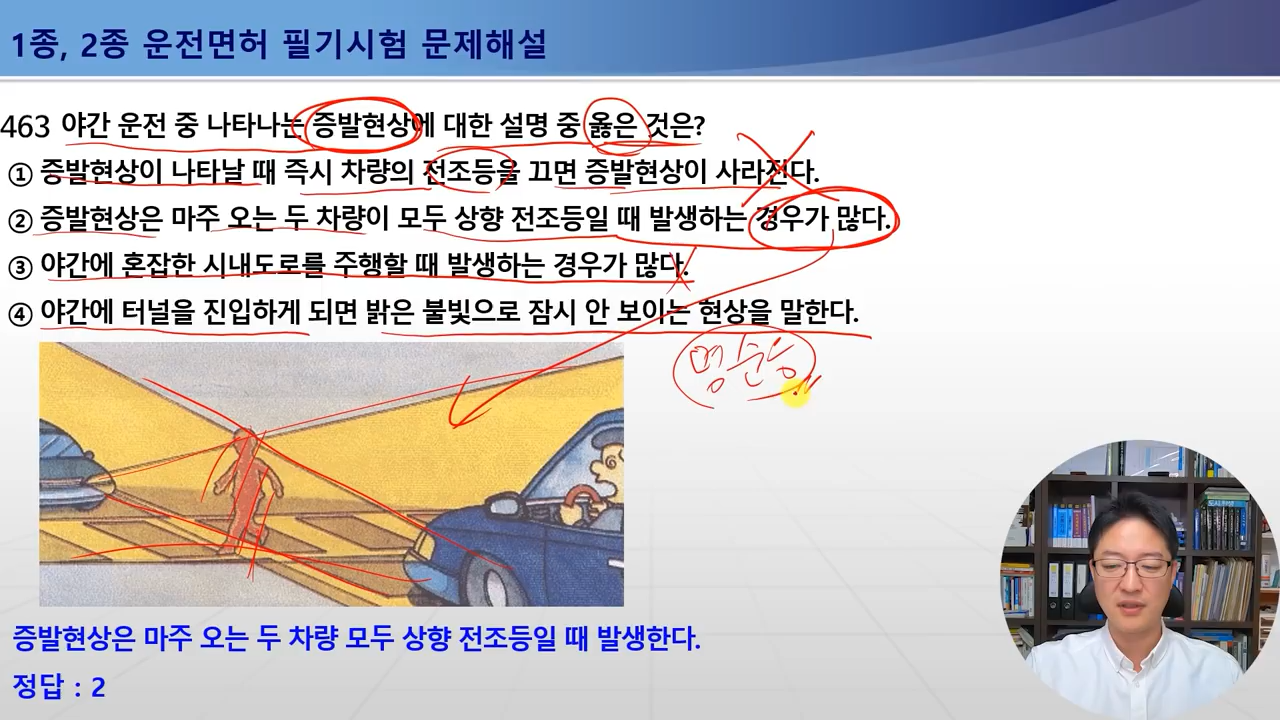 1종, 2종 운전면허 필기시험 문제해설
463 야간 운전 중 나타나는 증발현상에 대한 설명 중 옳은 것은?
① 증발현상이 나타날 때 즉시 차량의 전조등을 끄면 증발현상이 사라진다.
② 증발현상은 마주 오는 두 차량이 모두 상향 전조등일 때 발생하는 경우가 많다.
③ 야간에 혼잡한 시내도로를 주행할 때 발생하는 경우가 많다.
④ 야간에 터널을 진입하게 되면 밝은 불빛으로 잠시 안 보이는 현상을 말한다.
명순응
증발현상은 마주 오는 두 차량 모두 상향 전조등일 때 발생한다.
정답 : 2